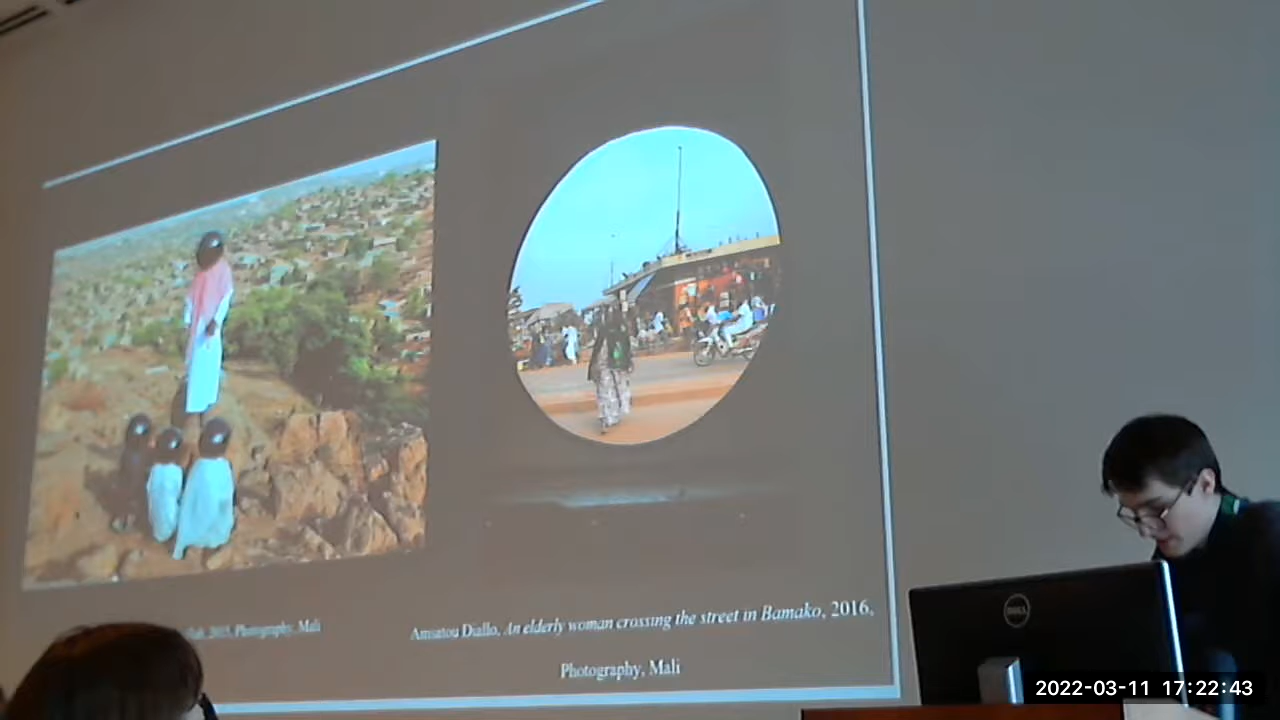 2015, Photography, Mali
Amsatou Diallo, An elderly woman crossing the street in Bamako, 2016,
Photography, Mali
DELL
2022-03-11 17:22:43